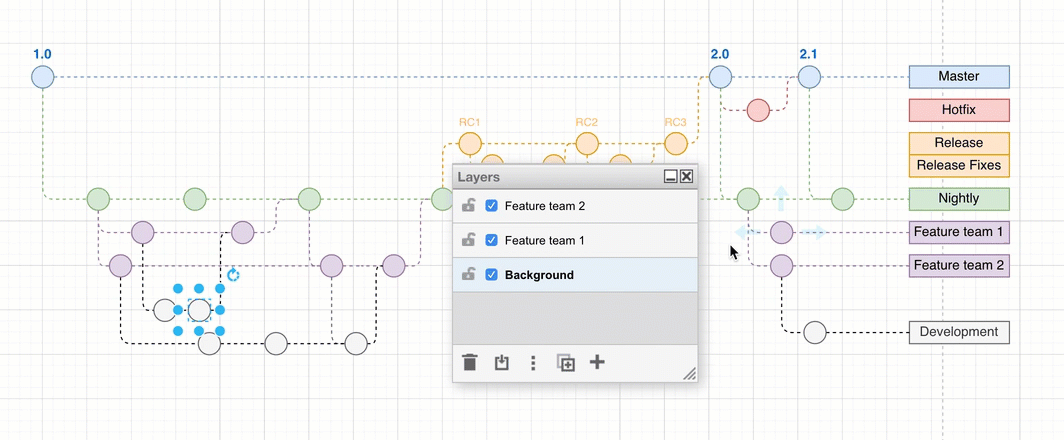 1.0
2.0
2.1
Master
Hotfix
RC1
RC2
RC3
Release
Release Fixes
Layers
Nightly
Feature team 2
Feature team 1
Feature team 1
Feature team 2
Background
Development